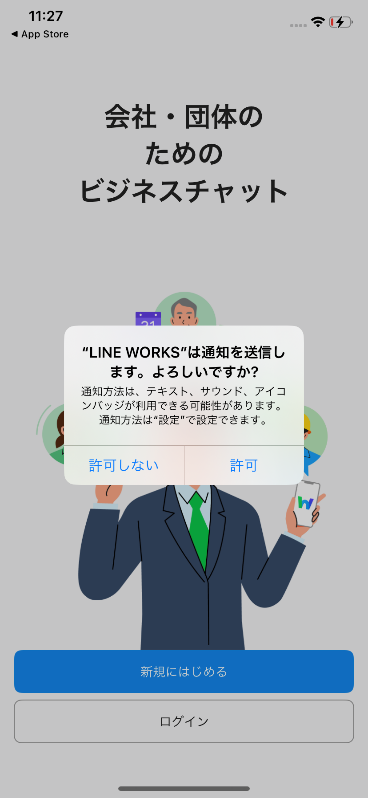 11:27
◀ App Store
会社・団体の
ための
ビジネスチャット
21
“LINE WORKS”は通知を送信し
ます。よろしいですか?
通知方法は、テキスト、サウンド、アイコ
ンバッジが利用できる可能性があります。
通知方法は“設定”で設定できます。
許可しない
許可
新規にはじめる
ログイン